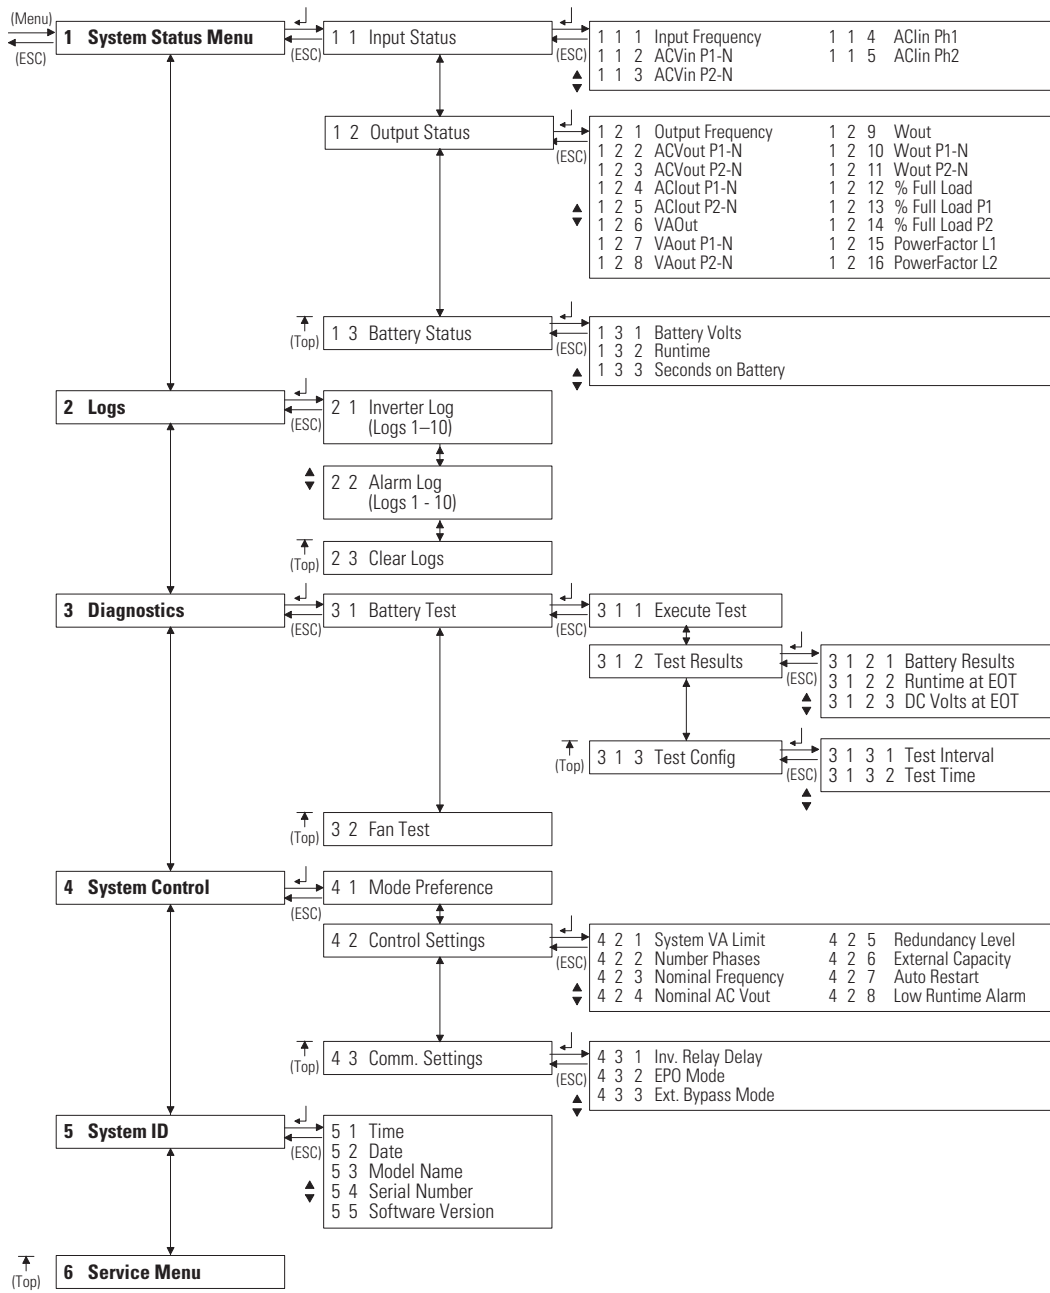 (Menu)
(ESC)
1 System Status Menu
(ESC)
1 1 Input Status
(ESC)
1 1 1 Input Frequency
1 1 2 ACVin P1-N
1 1 3 ACVin P2-N
1 1 4 ACIin Ph1
1 1 5 ACIin Ph2
1 2 Output Status
(ESC)
1 2 1 Output Frequency
1 2 2 ACVout P1-N
1 2 3 ACVout P2-N
1 2 4 ACIout P1-N
1 2 5 ACIout P2-N
1 2 6 VAOut
1 2 7 VAout P1-N
1 2 8 VAout P2-N
1 2 9 Wout
1 2 10 Wout P1-N
1 2 11 Wout P2-N
1 2 12 % Full Load
1 2 13 % Full Load P1
1 2 14 % Full Load P2
1 2 15 PowerFactor L1
1 2 16 PowerFactor L2
(Top)
1 3 Battery Status
(ESC)
1 3 1 Battery Volts
1 3 2 Runtime
1 3 3 Seconds on Battery
2 Logs
(ESC)
2 1 Inverter Log
(Logs 1–10)
2 2 Alarm Log
(Logs 1 - 10)
(Top)
2 3 Clear Logs
3 Diagnostics
(ESC)
3 1 Battery Test
(ESC)
3 1 1 Execute Test
3 1 2 Test Results
(ESC)
3 1 2 1 Battery Results
3 1 2 2 Runtime at EOT
3 1 2 3 DC Volts at EOT
(Top)
3 1 3 Test Config
(ESC)
3 1 3 1 Test Interval
3 1 3 2 Test Time
(Top)
3 2 Fan Test
4 System Control
(ESC)
4 1 Mode Preference
4 2 Control Settings
(ESC)
4 2 1 System VA Limit
4 2 2 Number Phases
4 2 3 Nominal Frequency
4 2 4 Nominal AC Vout
4 2 5 Redundancy Level
4 2 6 External Capacity
4 2 7 Auto Restart
4 2 8 Low Runtime Alarm
(Top)
4 3 Comm. Settings
(ESC)
4 3 1 Inv. Relay Delay
4 3 2 EPO Mode
4 3 3 Ext. Bypass Mode
5 System ID
(ESC)
5 1 Time
5 2 Date
5 3 Model Name
5 4 Serial Number
5 5 Software Version
(Top)
6 Service Menu